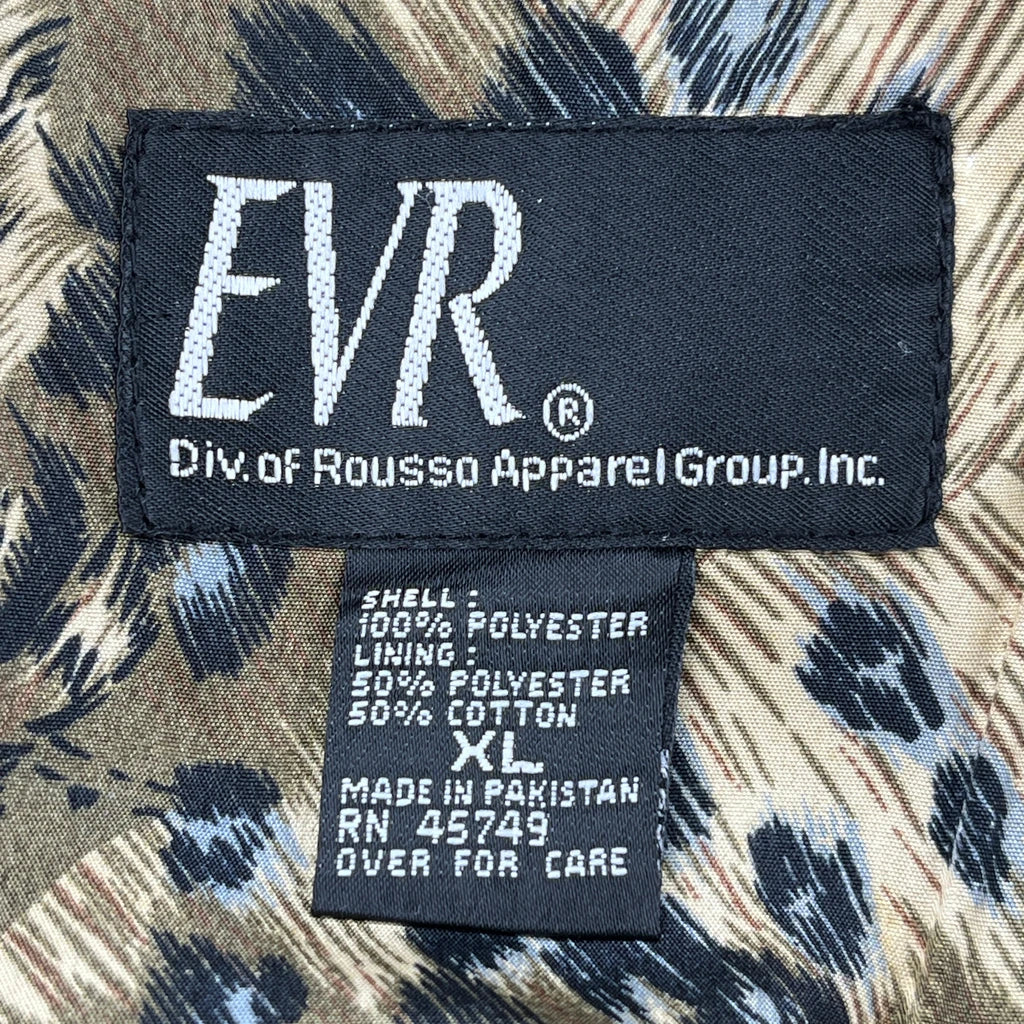 EVR®
Div. of Rousso Apparel Group. Inc.
SHELL:
100% POLYESTER
LINING:
50% POLYESTER
50% COTTON
XL
MADE IN PAKISTAN
RN 45749
OVER FOR CARE